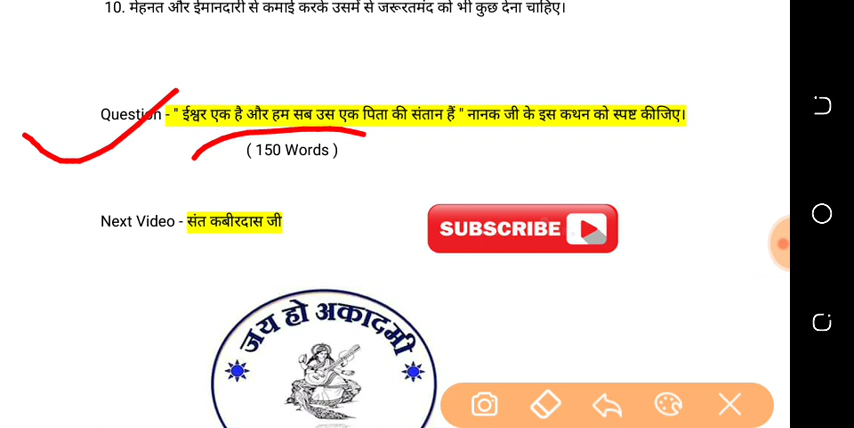 10. मेहनत और ईमानदारी से कमाई करके उसमें से जरूरतमंद को भी कुछ देना चाहिए।
Question - " ईश्वर एक है और हम सब उस एक पिता की संतान हैं " नानक जी के इस कथन को स्पष्ट कीजिए।
( 150 Words )
Next Video - संत कबीरदास जी
SUBSCRIBE
जय हो अकादमी